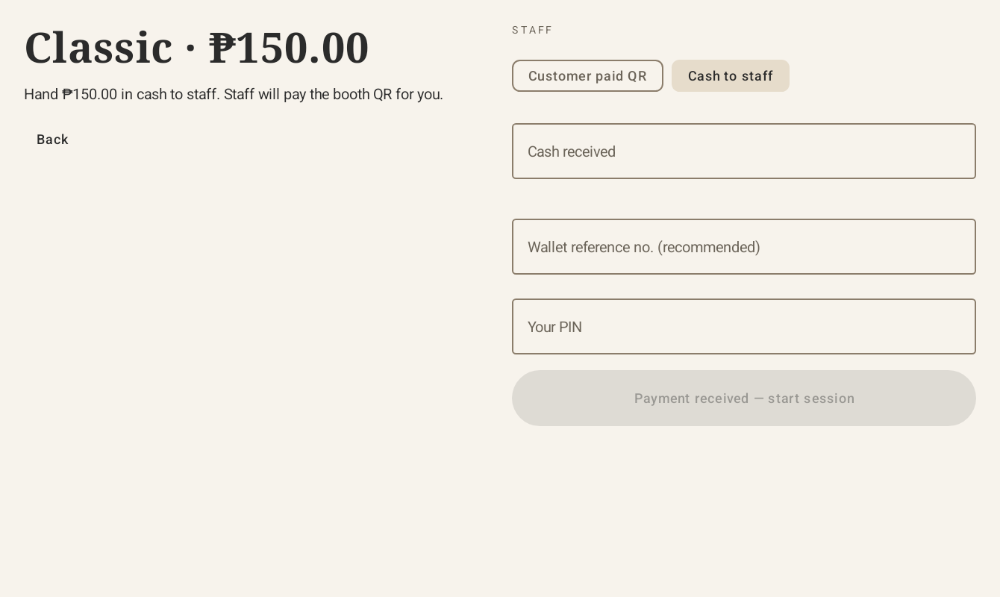 Classic · ₱150.00
Hand ₱150.00 in cash to staff. Staff will pay the booth QR for you.
Back
STAFF
Customer paid QR
Cash to staff
Cash received
Wallet reference no. (recommended)
Your PIN
Payment received — start session